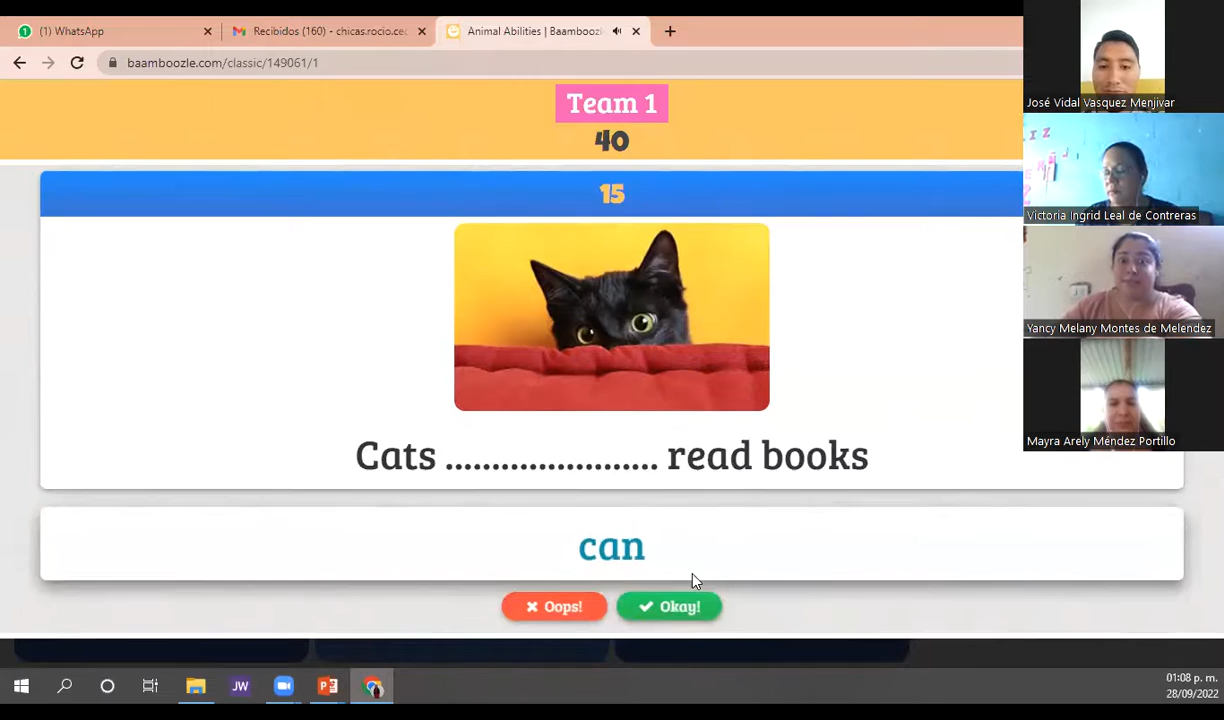 (1) WhatsApp
Recibidos (160) - chicas.rocio.cec
Animal Abilities | Baamboozle
baamboozle.com/classic/149061/1
Team 1
40
15
Cats ....................... read books
can
Oops!
Okay!
José Vidal Vasquez Menjivar
Victoria Ingrid Leal de Contreras
Yancy Melany Montes de Melendez
Mayra Arely Méndez Portillo
JW
01:08 p. m.
28/09/2022